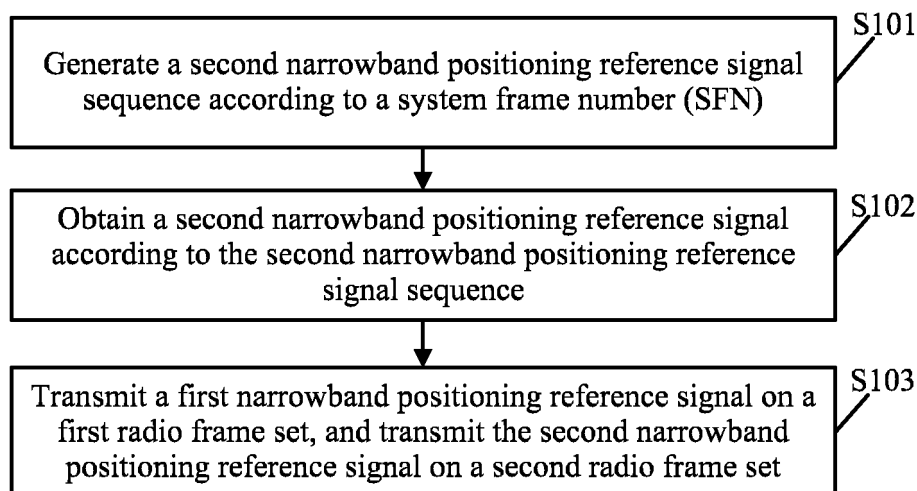 S101
Generate a second narrowband positioning reference signal
sequence according to a system frame number (SFN)
S102
Obtain a second narrowband positioning reference signal
according to the second narrowband positioning reference
signal sequence
S103
Transmit a first narrowband positioning reference signal on a
first radio frame set, and transmit the second narrowband
positioning reference signal on a second radio frame set